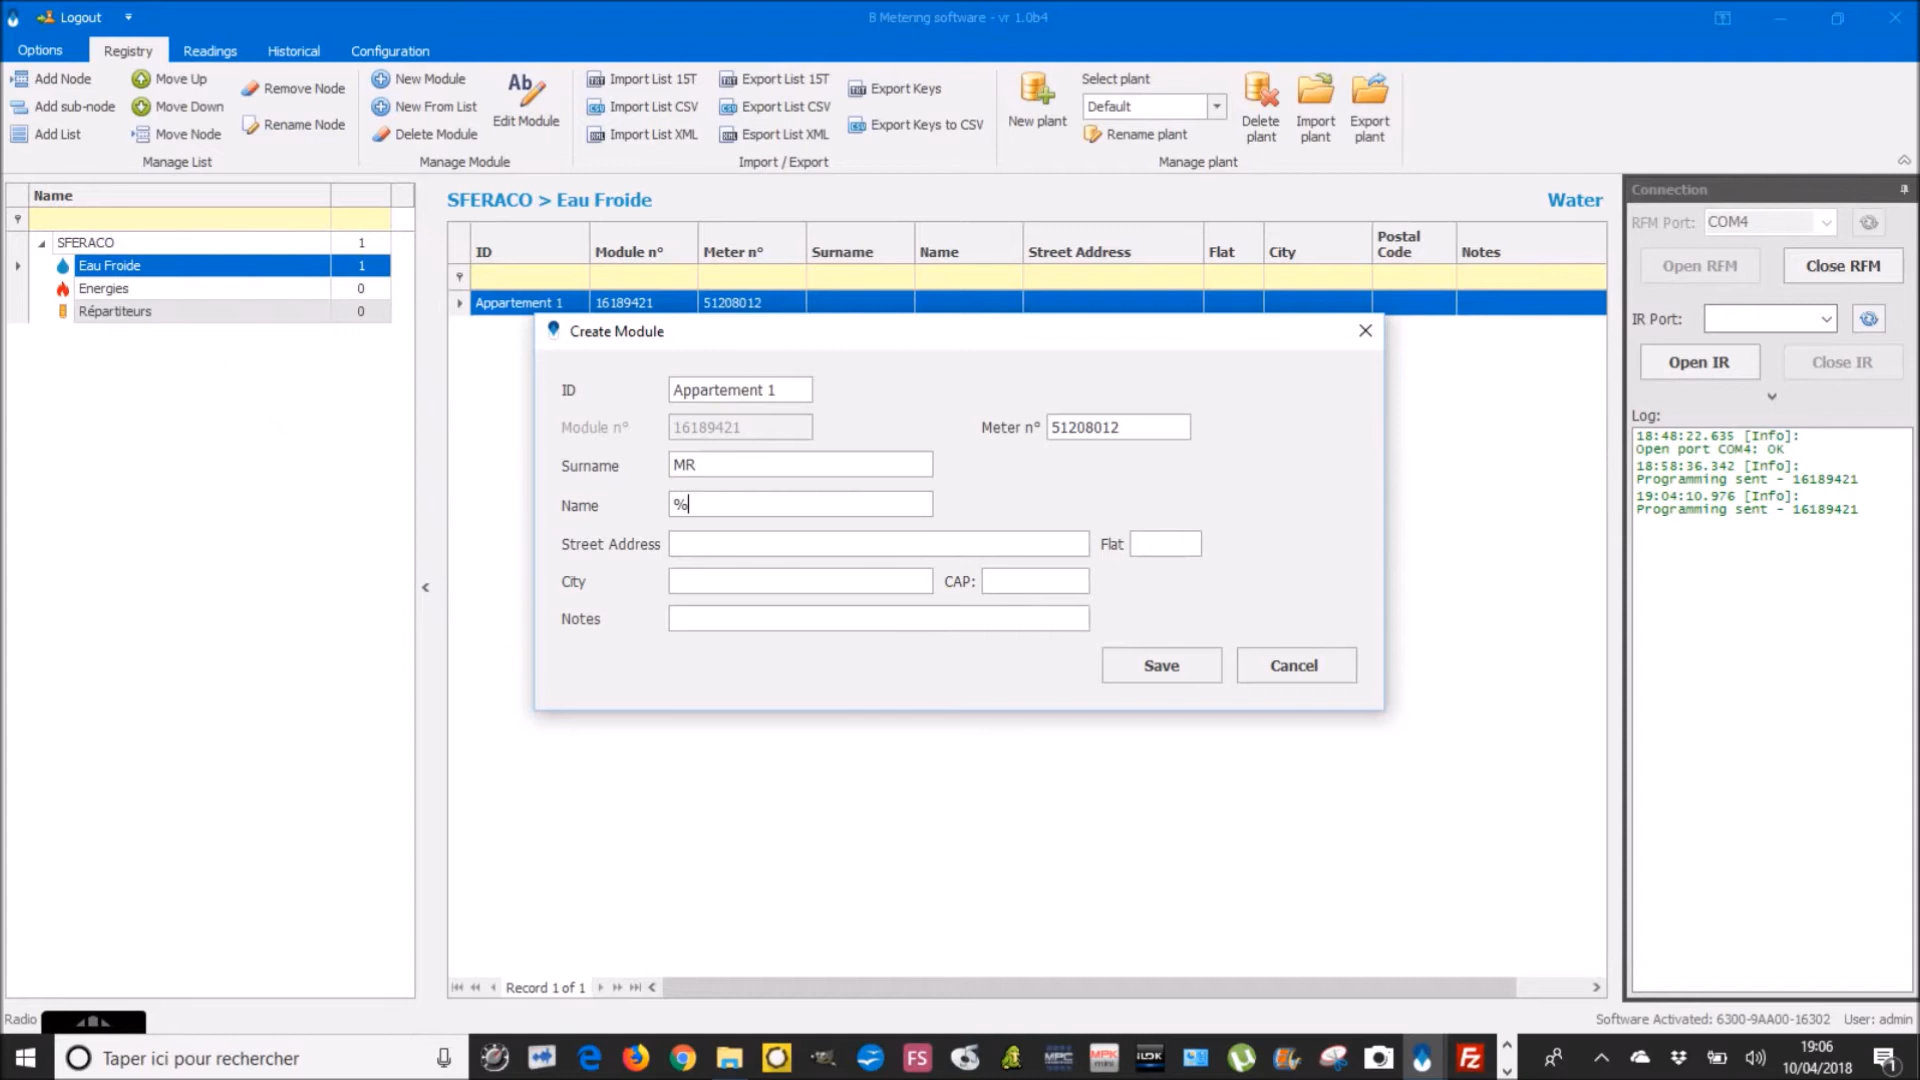 Logout
B Metering software - vr 1.0b4
Options Registry Readings Historical Configuration
Add Node
Add sub-node
Add List
Move Up
Move Down
Move Node
Remove Node
Rename Node
Manage List
New Module
New From List
Delete Module
Ab
Edit Module
Manage Module
Import List 15T
Import List CSV
Import List XML
Export List 15T
Export List CSV
Esport List XML
Export Keys
Export Keys to CSV
Import / Export
New plant
Select plant
Default
Rename plant
Delete plant
Import plant
Export plant
Manage plant
Name
SFERACO 1
Eau Froide 1
Energies 0
Répartiteurs 0
SFERACO > Eau Froide
Water
ID Module n° Meter n° Surname Name Street Address Flat City Postal Code Notes
Appartement 1 16189421 51208012
Create Module
ID Appartement 1
Module n° 16189421 Meter n° 51208012
Surname MR
Name %
Street Address Flat
City CAP:
Notes
Save Cancel
Record 1 of 1
Connection
RFM Port: COM4
Open RFM Close RFM
IR Port:
Open IR Close IR
Log:
18:48:22.635 [Info]:
Open port COM4: OK
18:58:36.342 [Info]:
Programming sent - 16189421
19:04:10.976 [Info]:
Programming sent - 16189421
Radio
Software Activated: 6300-9AA00-16302 User: admin
Taper ici pour rechercher
FS
MPC
MPK
mini
Fz
19:06
10/04/2018
1